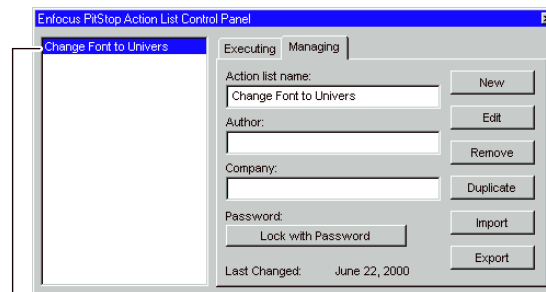 Enfocus PitStop Action List Control Panel
Change Font to Univers
Executing
Managing
Action list name:
Change Font to Univers
Author:
Company:
Password:
Lock with Password
Last Changed: June 22, 2000
New
Edit
Remove
Duplicate
Import
Export